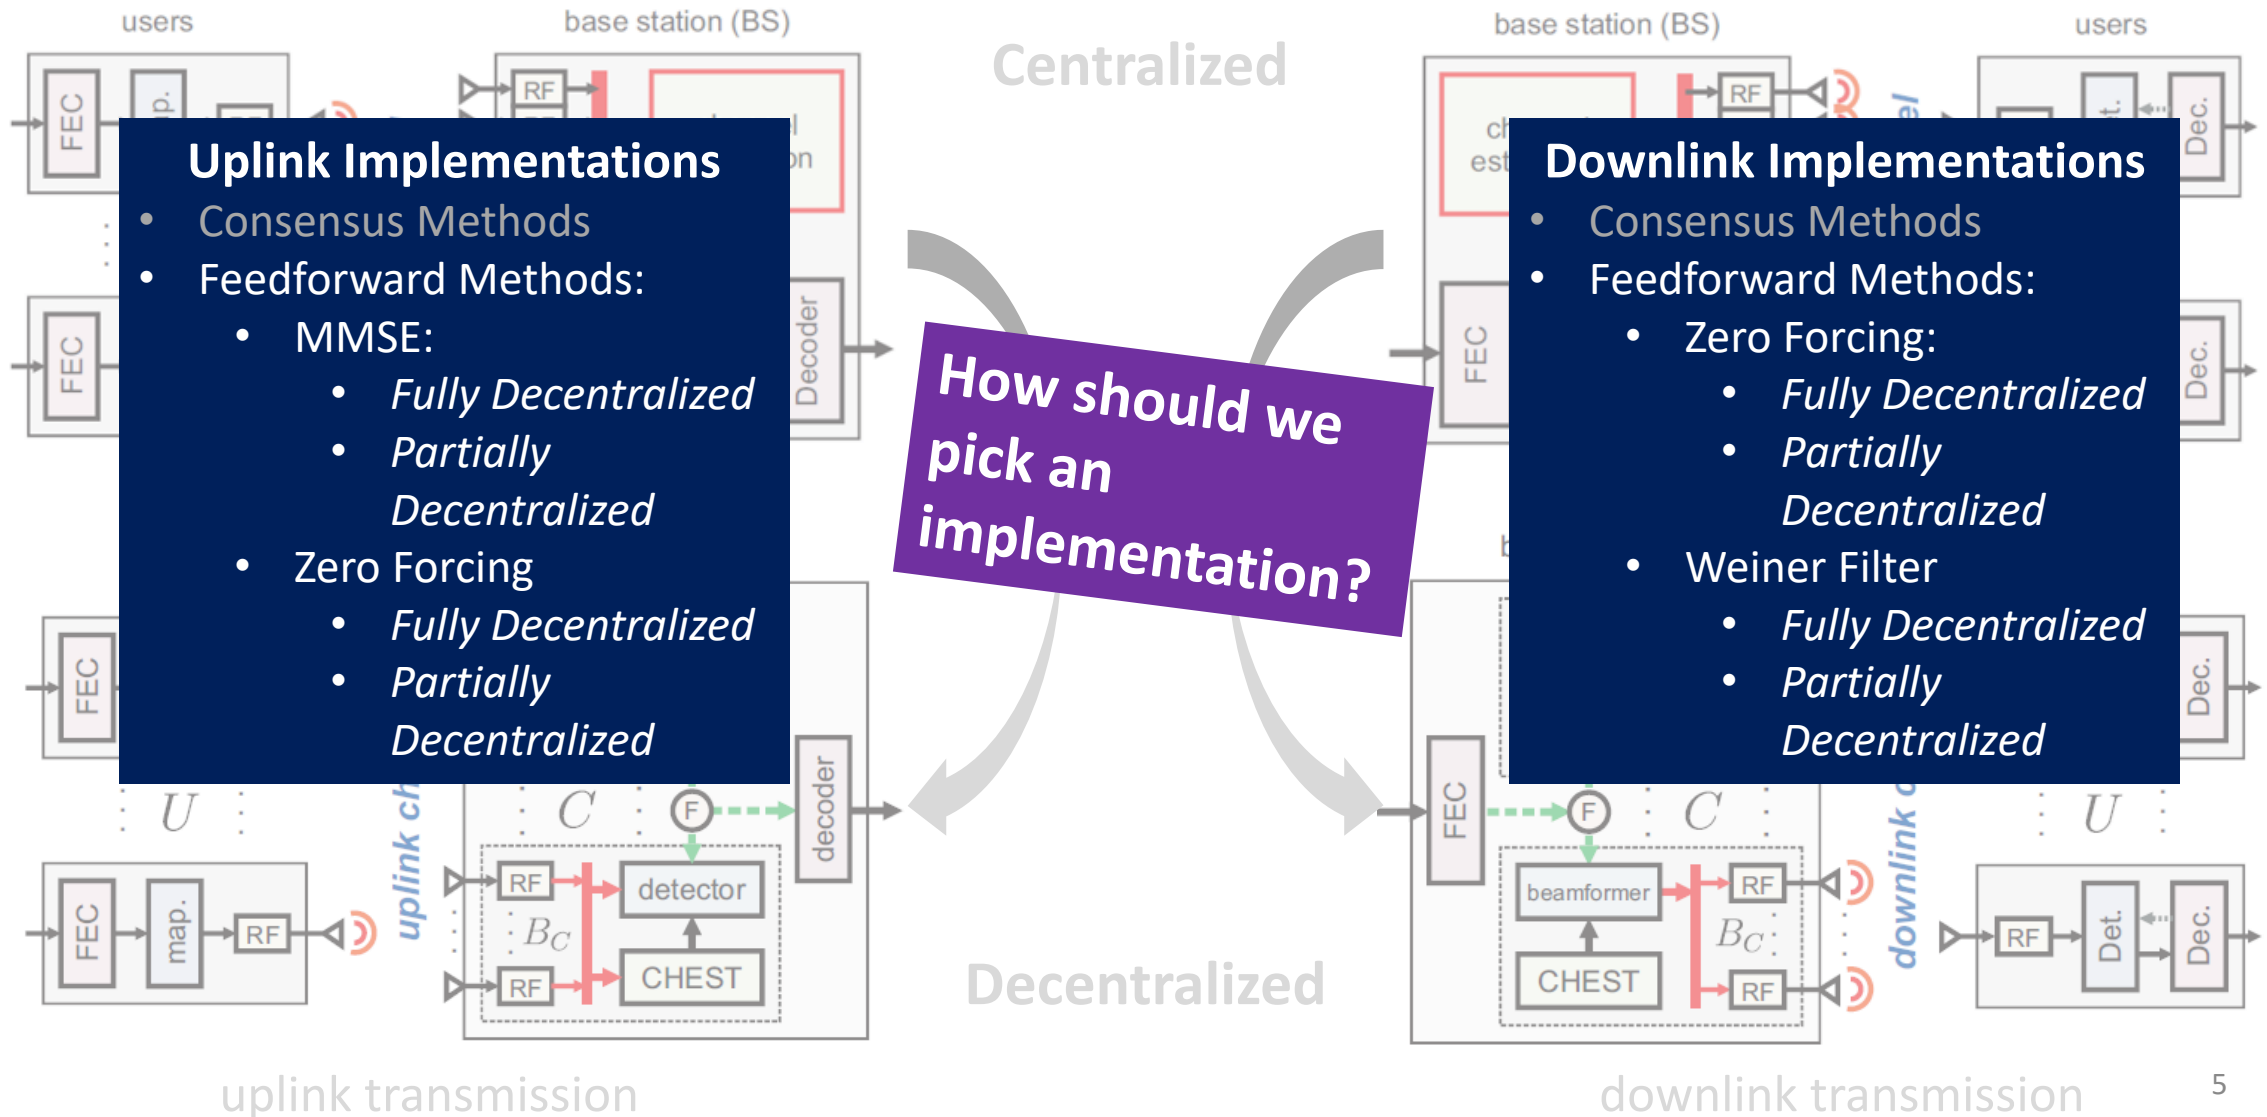 users
base station (BS)
Centralized
base station (BS)
users
FEC
RF
RF
Dec.
Uplink Implementations
• Consensus Methods
• Feedforward Methods:
• MMSE:
• Fully Decentralized
• Partially
Decentralized
• Zero Forcing
• Fully Decentralized
• Partially
Decentralized
Downlink Implementations
• Consensus Methods
• Feedforward Methods:
• Zero Forcing:
• Fully Decentralized
• Partially
Decentralized
• Weiner Filter
• Fully Decentralized
• Partially
Decentralized
FEC
Decoder
How should we
pick an
implementation?
FEC
Dec.
FEC
Dec.
U
uplink
C
F
decoder
FEC
F
C
downlink
U
FEC
map.
RF
RF
detector
B_C
RF
CHEST
beamformer
RF
B_C
CHEST
RF
RF
Det.
Dec.
Decentralized
uplink transmission
downlink transmission
5